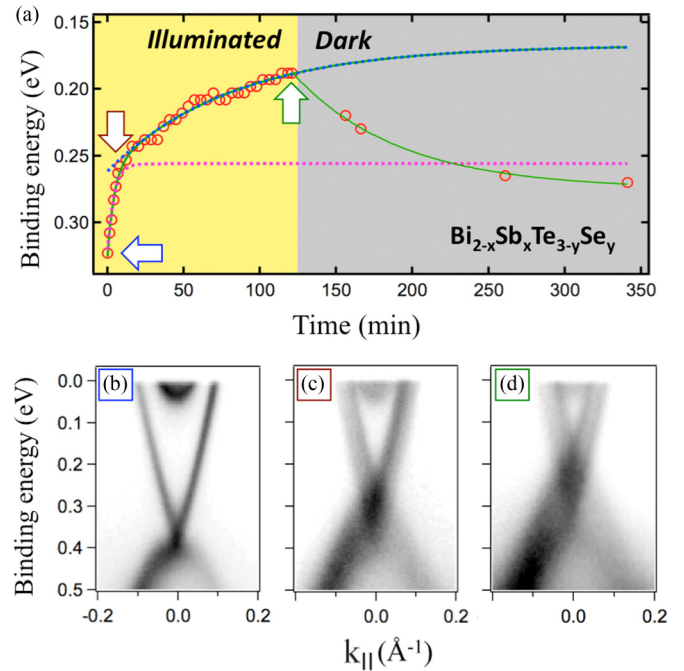 (a)
Illuminated Dark
0.15
0.20
0.25
0.30
Binding energy (eV)
Bi2-xSbxTe3-ySey
0 50 100 150 200 250 300 350
Time (min)
(b) (c) (d)
0.0
0.1
0.2
0.3
0.4
0.5
Binding energy (eV)
-0.2 0.0 0.2 0.0 0.2 0.0 0.2
k|| (Å-1)